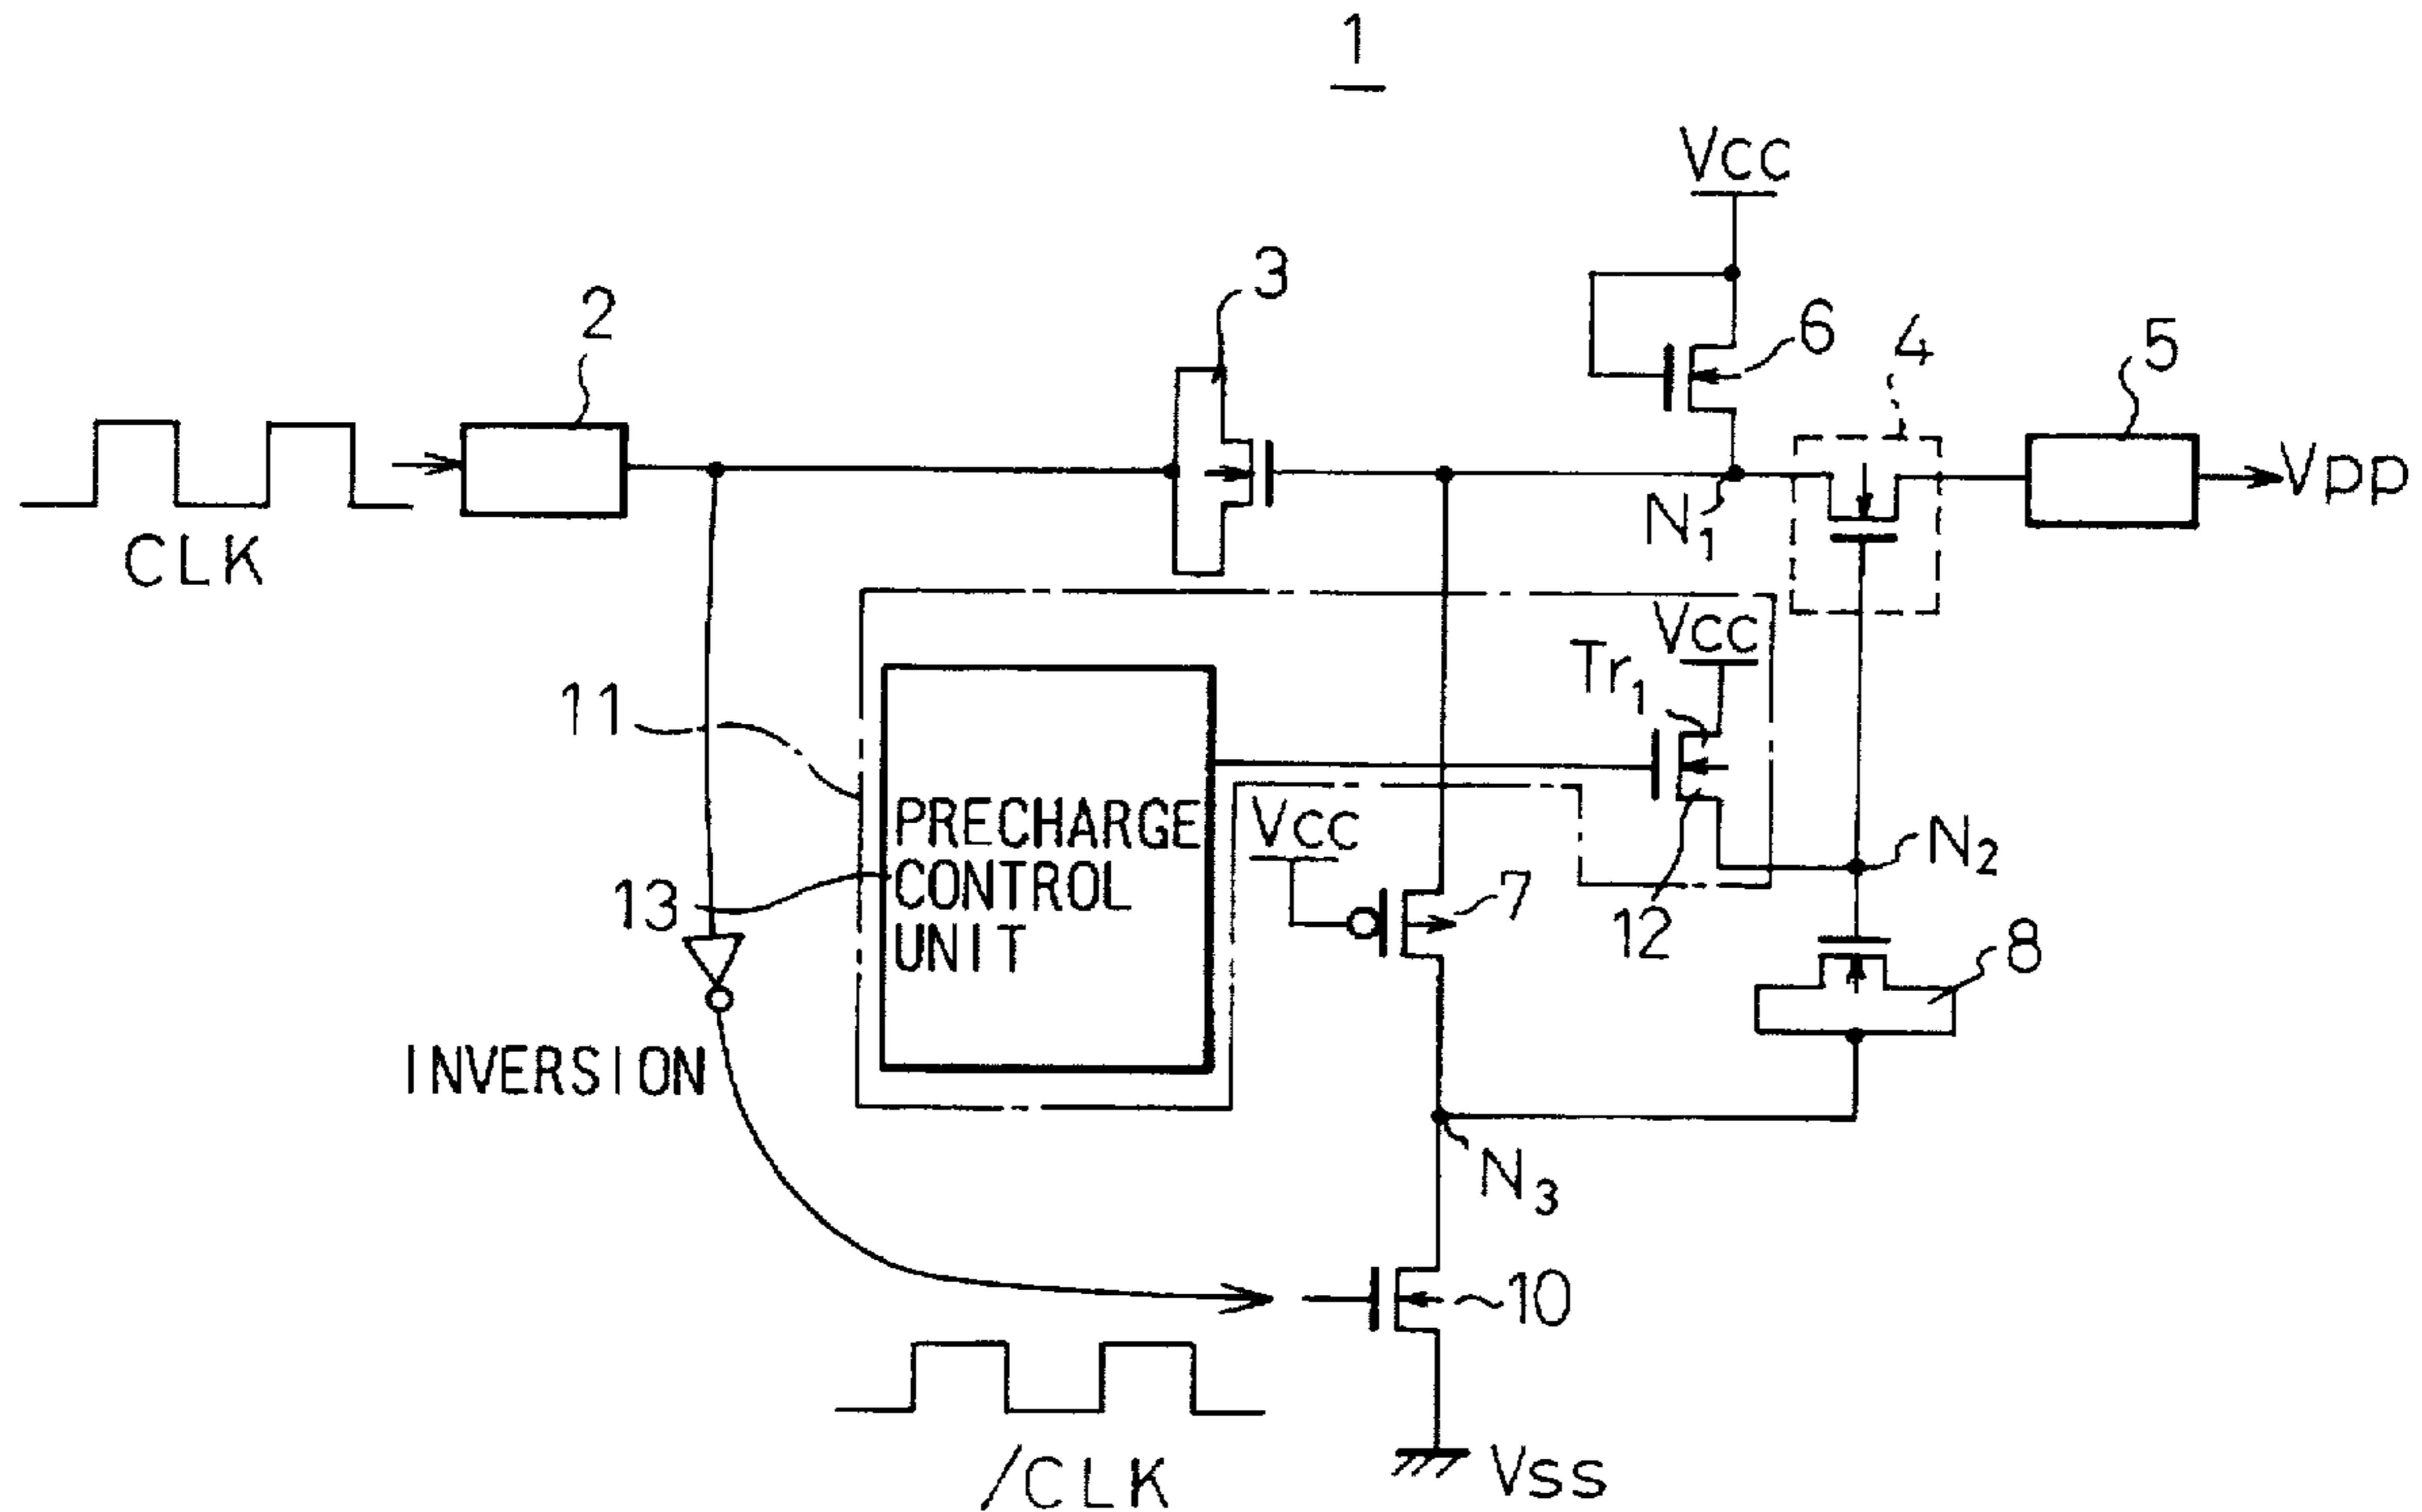 1
VCC
3
2
6
4
5
VPP
N1
CLK
VCC
Tr1
11
PRECHARGE
CONTROL
UNIT
VCC
N2
13
7
12
8
INVERSION
N3
10
/CLK
VSS